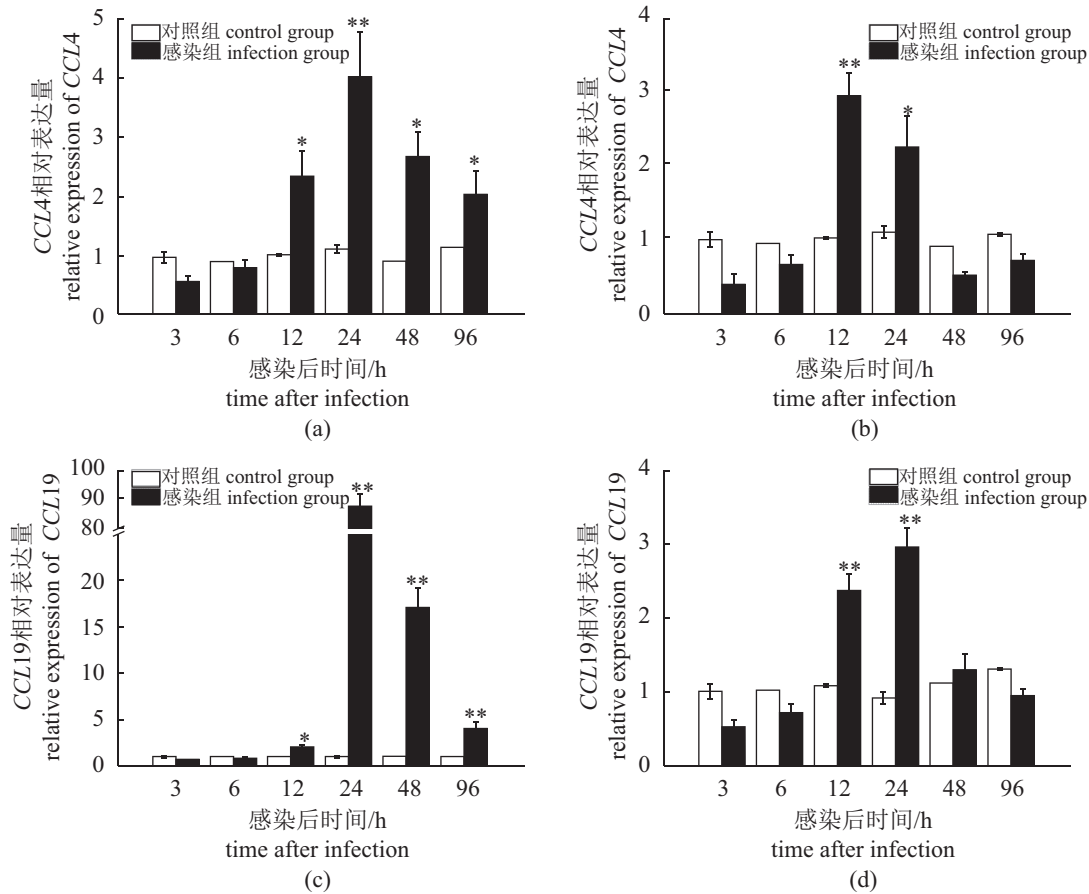 5
4
3
2
1
0
对照组 control group
感染组 infection group
**
*
*
*
CCL4相对表达量
relative expression of CCL4
3 6 12 24 48 96
感染后时间/h
time after infection
(a)
4
3
2
1
0
对照组 control group
感染组 infection group
**
*
CCL4相对表达量
relative expression of CCL4
3 6 12 24 48 96
感染后时间/h
time after infection
(b)
100
90
80
20
15
10
5
0
对照组 control group
感染组 infection group
**
**
**
*
CCL19相对表达量
relative expression of CCL19
3 6 12 24 48 96
感染后时间/h
time after infection
(c)
4
3
2
1
0
对照组 control group
感染组 infection group
**
**
CCL19相对表达量
relative expression of CCL19
3 6 12 24 48 96
感染后时间/h
time after infection
(d)